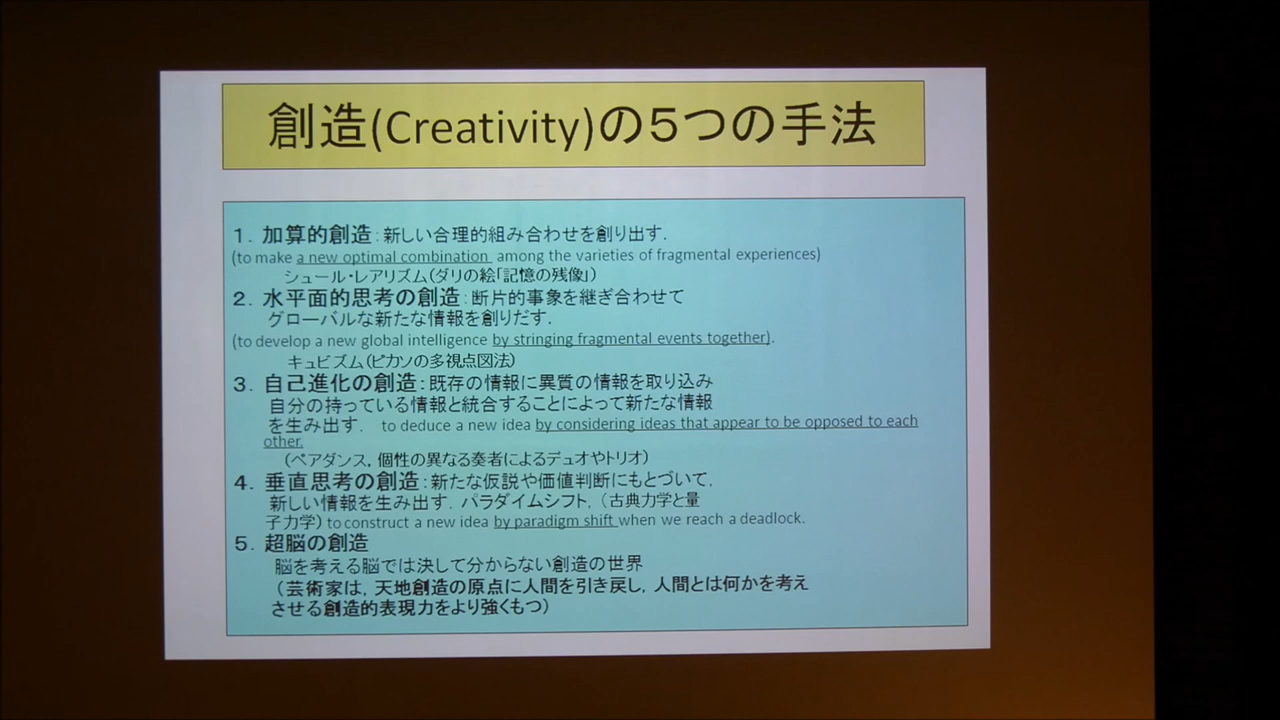 創造(Creativity)の５つの手法
１．加算的創造：新しい合理的組み合わせを創り出す.
(to make a new optimal combination among the varieties of fragmental experiences)
シュール・レアリズム（ダリの絵「記憶の残像」）
２．水平面的思考の創造：断片的事象を継ぎ合わせて
グローバルな新たな情報を創りだす.
(to develop a new global intelligence by stringing fragmental events together).
キュビズム（ピカソの多視点図法）
３．自己進化の創造：既存の情報に異質の情報を取り込み
自分の持っている情報と統合することによって新たな情報
を生み出す. to deduce a new idea by considering ideas that appear to be opposed to each
other.
（ペアダンス, 個性の異なる奏者によるデュオやトリオ）
４．垂直思考の創造：新たな仮説や価値判断にもとづいて,
新しい情報を生み出す. パラダイムシフト, （古典力学と量
子力学） to construct a new idea by paradigm shift when we reach a deadlock.
５．超脳の創造
脳を考える脳では決して分からない創造の世界
（芸術家は, 天地創造の原点に人間を引き戻し, 人間とは何かを考え
させる創造的表現力をより強くもつ）